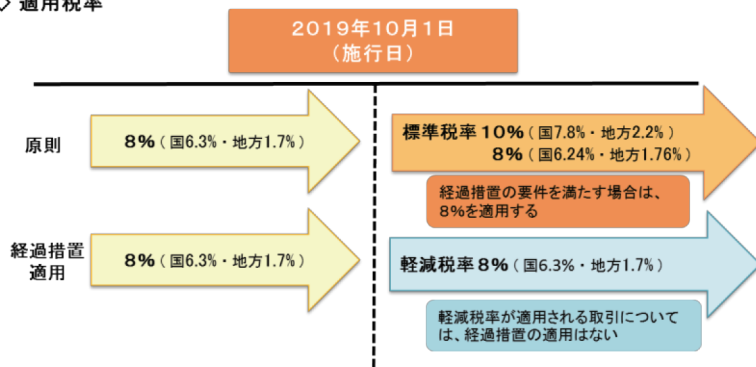 ◇ 適用税率
2019年10月1日
（施行日）
原則
8%（国6.3%・地方1.7%）
標準税率10%（国7.8%・地方2.2%）
8%（国6.24%・地方1.76%）
経過措置の要件を満たす場合は、
8%を適用する
経過措置
適用
8%（国6.3%・地方1.7%）
軽減税率8%（国6.3%・地方1.7%）
軽減税率が適用される取引について
は、経過措置の適用はない